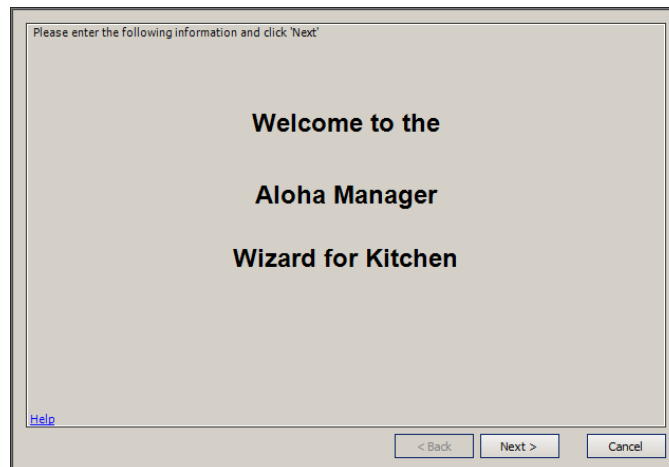 Please enter the following information and click 'Next'
Welcome to the
Aloha Manager
Wizard for Kitchen
Help
< Back
Next >
Cancel